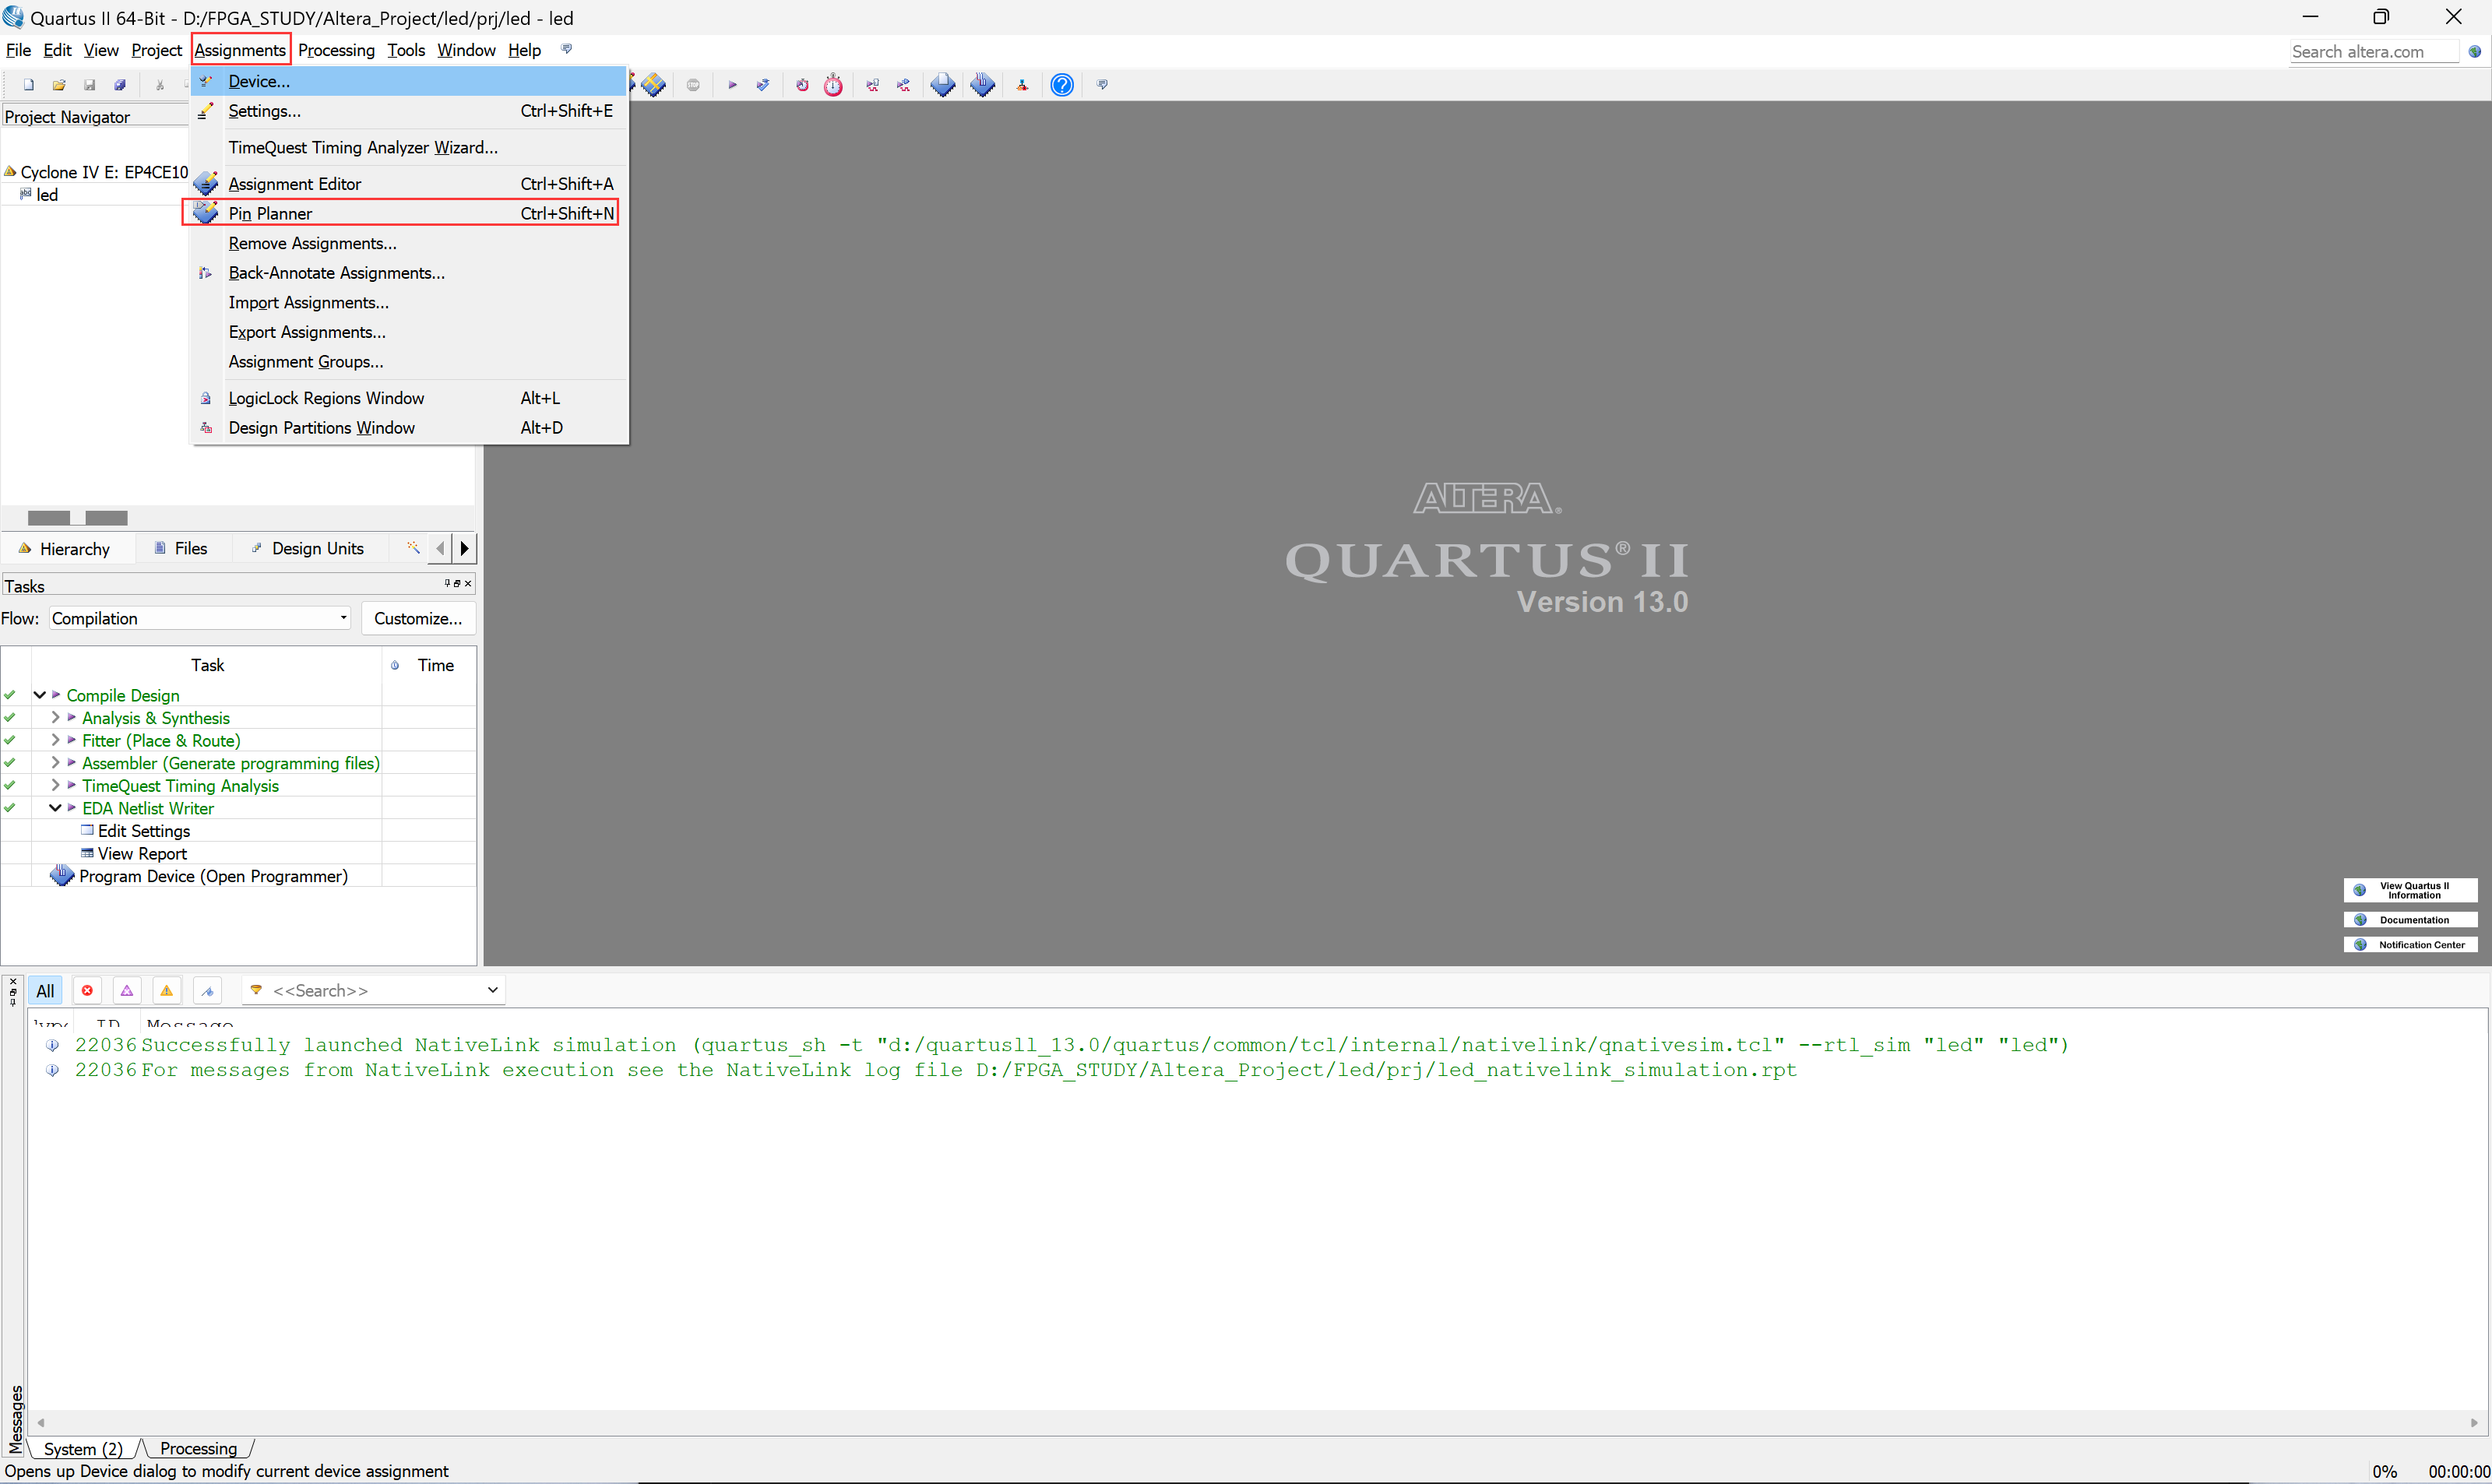 Quartus II 64-Bit - D:/FPGA_STUDY/Altera_Project/led/prj/led - led
File Edit View Project Assignments Processing Tools Window Help
Search altera.com
Device...
Settings... Ctrl+Shift+E
TimeQuest Timing Analyzer Wizard...
Assignment Editor Ctrl+Shift+A
Pin Planner Ctrl+Shift+N
Remove Assignments...
Back-Annotate Assignments...
Import Assignments...
Export Assignments...
Assignment Groups...
LogicLock Regions Window Alt+L
Design Partitions Window Alt+D
Project Navigator
Cyclone IV E: EP4CE10
led
Hierarchy Files Design Units
Tasks
Flow: Compilation Customize...
Task Time
Compile Design
Analysis & Synthesis
Fitter (Place & Route)
Assembler (Generate programming files)
TimeQuest Timing Analysis
EDA Netlist Writer
Edit Settings
View Report
Program Device (Open Programmer)
ALTERA®
QUARTUS® II
Version 13.0
View Quartus II
Information
Documentation
Notification Center
All <<Search>>
ID Message
22036 Successfully launched NativeLink simulation (quartus_sh -t "d:/quartusll_13.0/quartus/common/tcl/internal/nativelink/qnativesim.tcl" --rtl_sim "led" "led")
22036 For messages from NativeLink execution see the NativeLink log file D:/FPGA_STUDY/Altera_Project/led/prj/led_nativelink_simulation.rpt
Messages
System (2) Processing
Opens up Device dialog to modify current device assignment
0% 00:00:00